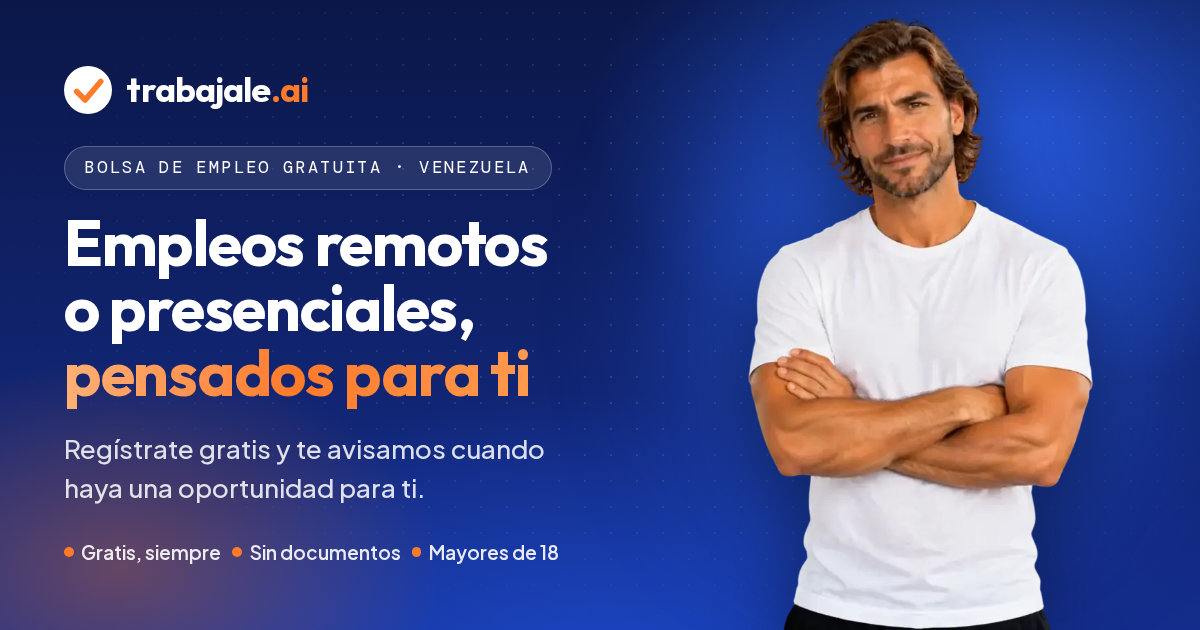 trabajale.ai
BOLSA DE EMPLEO GRATUITA · VENEZUELA
Empleos remotos
o presenciales,
pensados para ti
Regístrate gratis y te avisamos cuando
haya una oportunidad para ti.
Gratis, siempre Sin documentos Mayores de 18